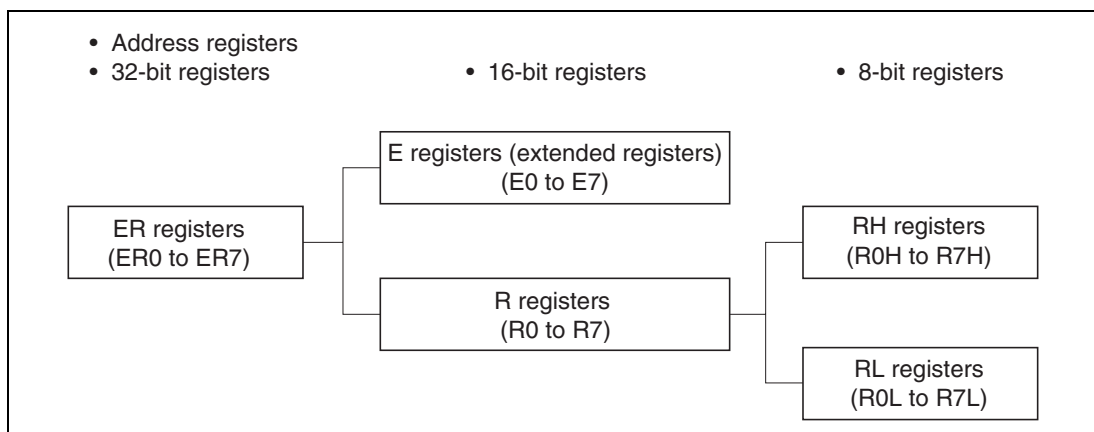 • Address registers
• 32-bit registers
• 16-bit registers
• 8-bit registers
E registers (extended registers)
(E0 to E7)
ER registers
(ER0 to ER7)
RH registers
(R0H to R7H)
R registers
(R0 to R7)
RL registers
(R0L to R7L)